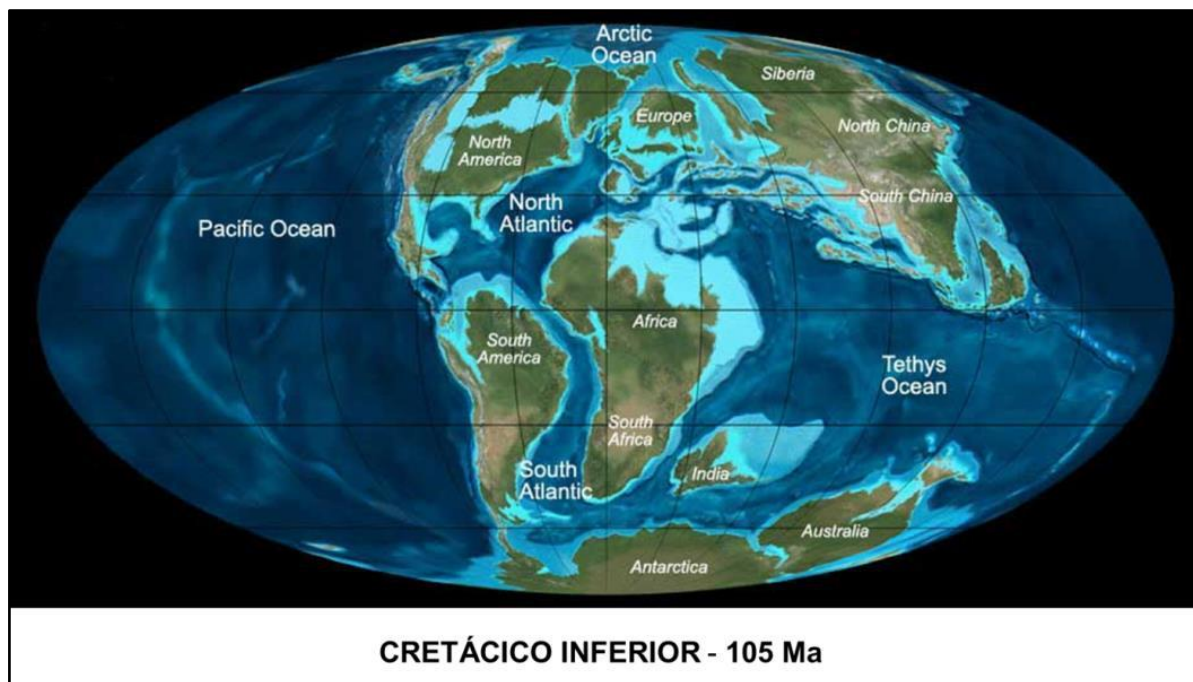 Arctic
Ocean
Siberia
Europe
North China
North
America
South China
North
Atlantic
Pacific Ocean
Africa
South
America
Tethys
Ocean
South
Africa
India
South
Atlantic
Australia
Antarctica
CRETÁCICO INFERIOR - 105 Ma